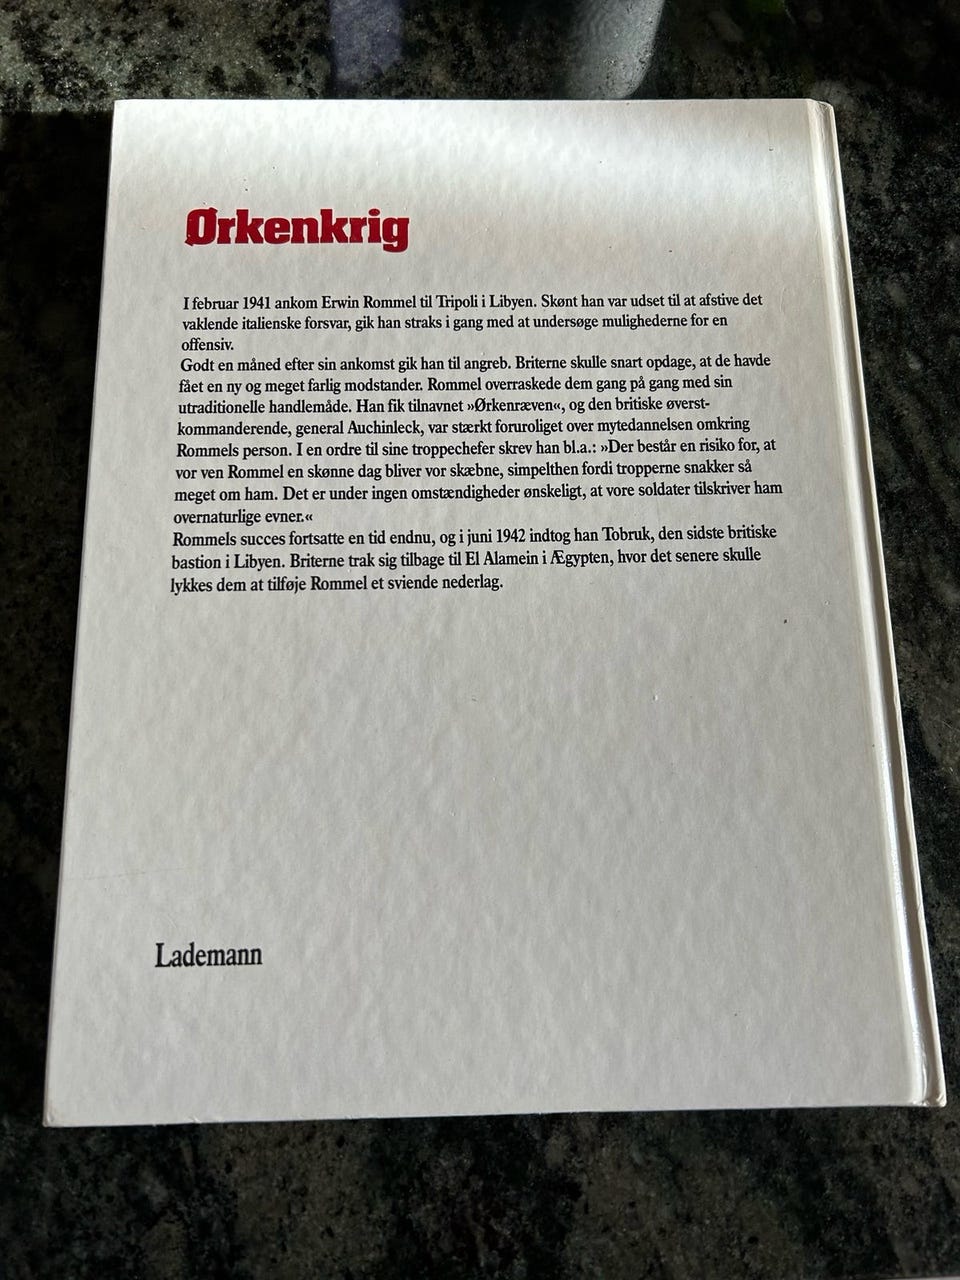 Ørkenkrig
I februar 1941 ankom Erwin Rommel til Tripoli i Libyen. Skønt han var udset til at afstive det
vaklende italienske forsvar, gik han straks i gang med at undersøge mulighederne for en
offensiv.
Godt en måned efter sin ankomst gik han til angreb. Briterne skulle snart opdage, at de havde
fået en ny og meget farlig modstander. Rommel overraskede dem gang på gang med sin
utraditionelle handlemåde. Han fik tilnavnet »Ørkenræven«, og den britiske øverst-
kommanderende, general Auchinleck, var stærkt foruroliget over mytedannelsen omkring
Rommels person. I en ordre til sine troppechefer skrev han bl.a.: »Der består en risiko for, at
vor ven Rommel en skønne dag bliver vor skæbne, simpelthen fordi tropperne snakker så
meget om ham. Det er under ingen omstændigheder ønskeligt, at vore soldater tilskriver ham
overnaturlige evner.«
Rommels succes fortsatte en tid endnu, og i juni 1942 indtog han Tobruk, den sidste britiske
bastion i Libyen. Briterne trak sig tilbage til El Alamein i Ægypten, hvor det senere skulle
lykkes dem at tilføje Rommel et sviende nederlag.
Lademann